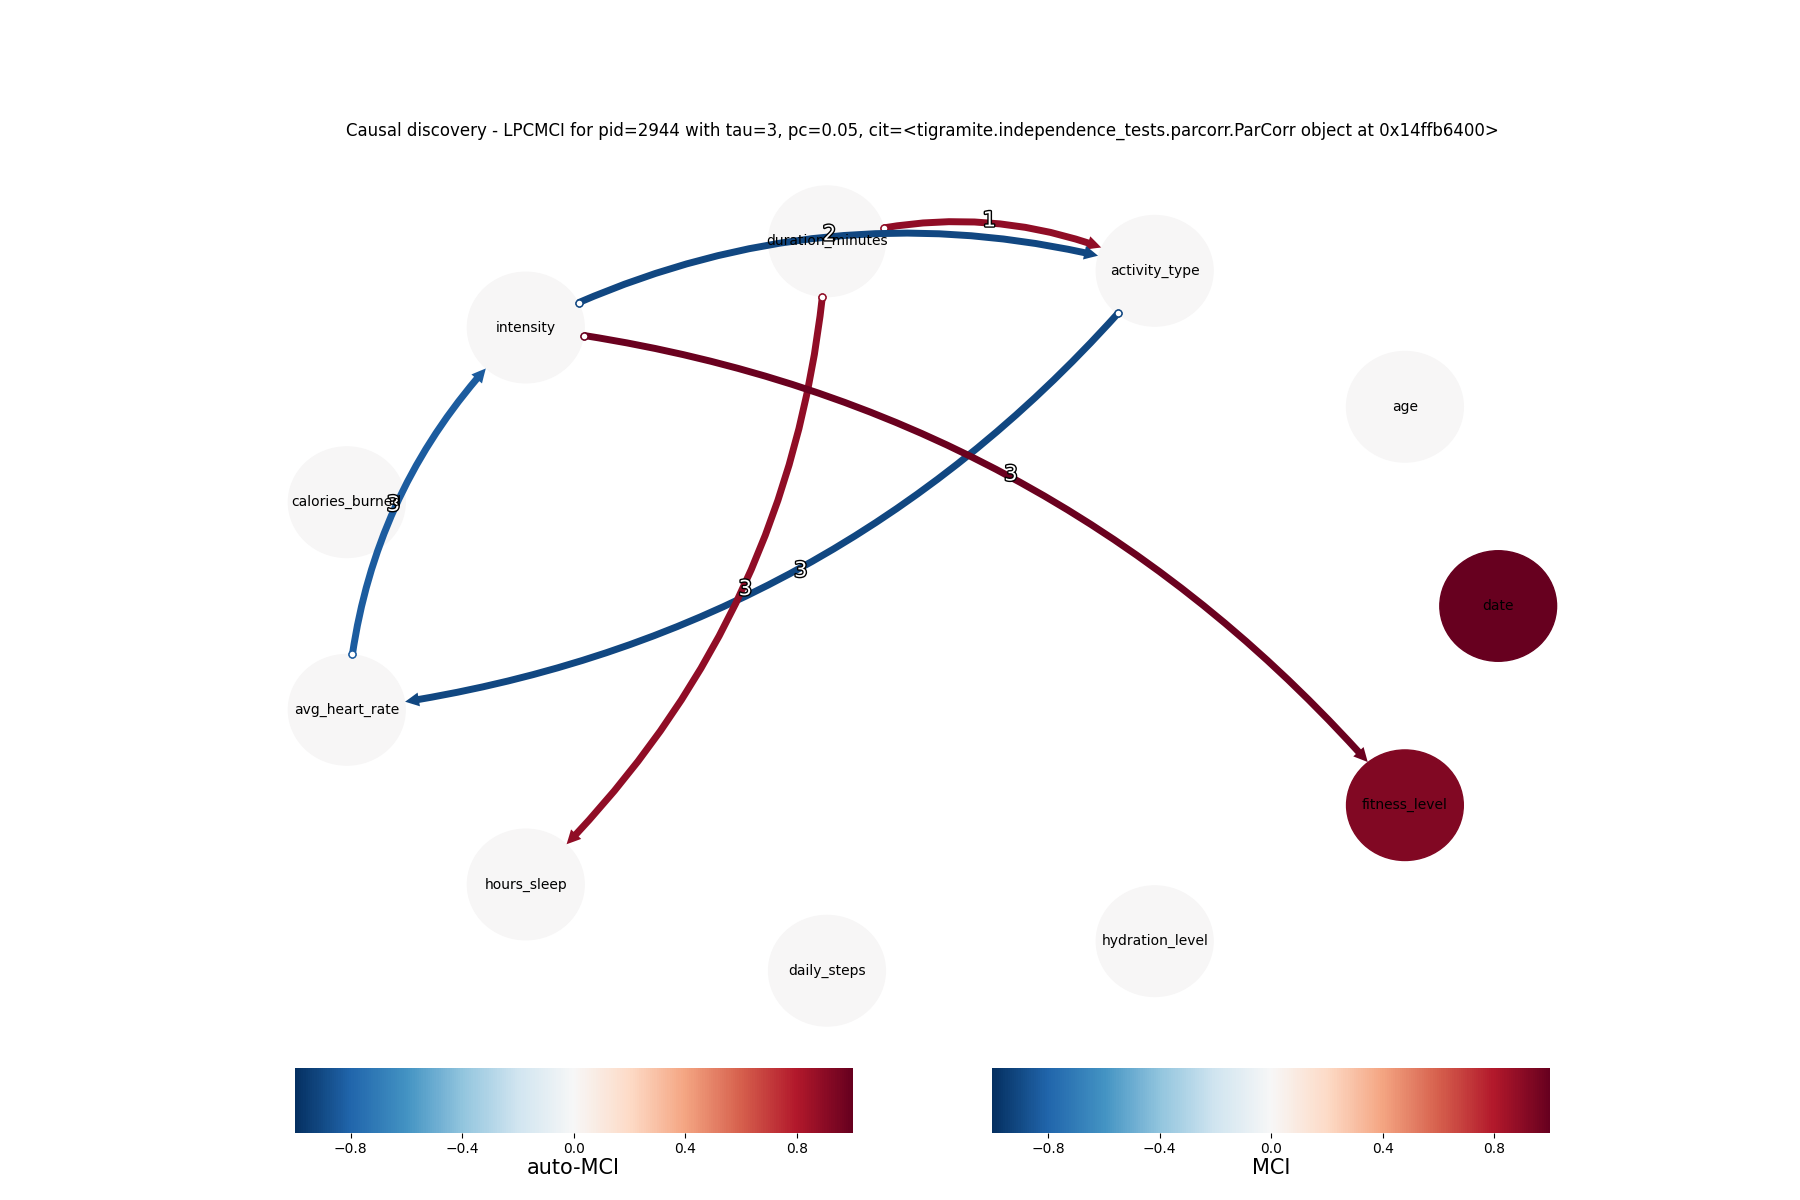 Causal discovery - LPCMCI for pid=2944 with tau=3, pc=0.05, cit=<tigramite.independence_tests.parcorr.ParCorr object at 0x14ffb6400>
1
2
duration_minutes
activity_type
intensity
age
3
calories_burned
3
3
3
date
avg_heart_rate
fitness_level
hours_sleep
hydration_level
daily_steps
−0.8 −0.4 0.0 0.4 0.8
auto-MCI
−0.8 −0.4 0.0 0.4 0.8
MCI